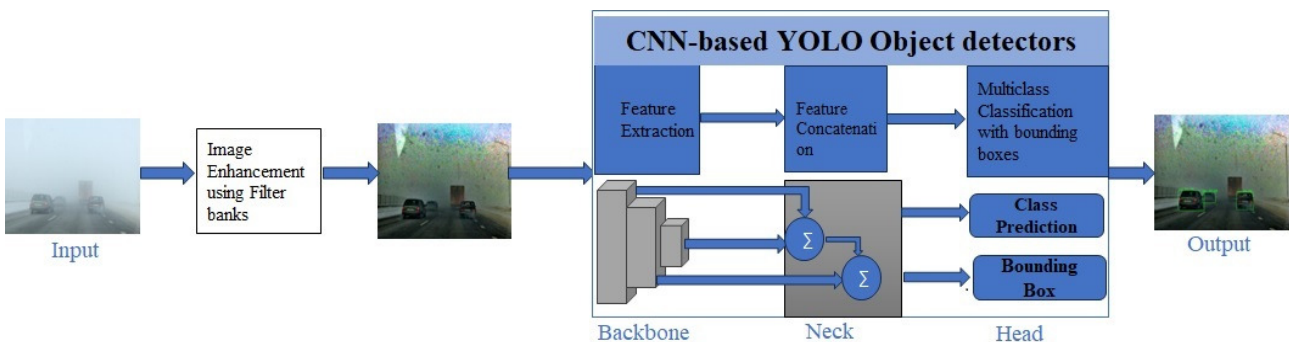 CNN-based YOLO Object detectors
Feature
Extraction
Feature
Concatenati
on
Multiclass
Classification
with bounding
boxes
Image
Enhancement
using Filter
banks
Input
Σ
Σ
Class
Prediction
Bounding
Box
Output
Backbone
Neck
Head